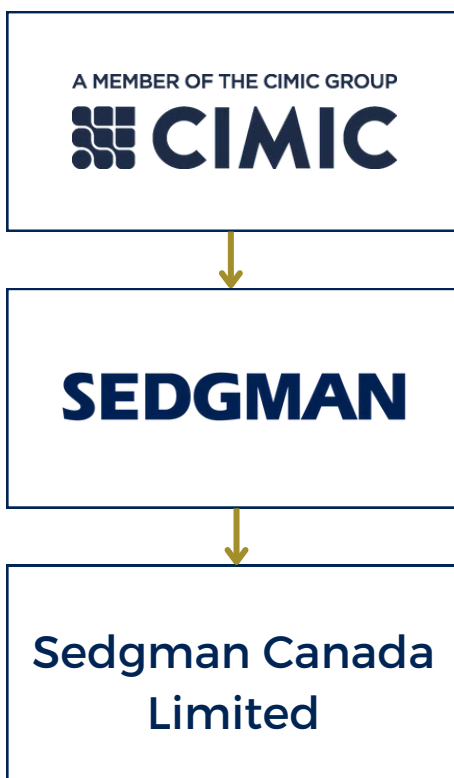 A MEMBER OF THE CIMIC GROUP
CIMIC
SEDGMAN
Sedgman Canada
Limited